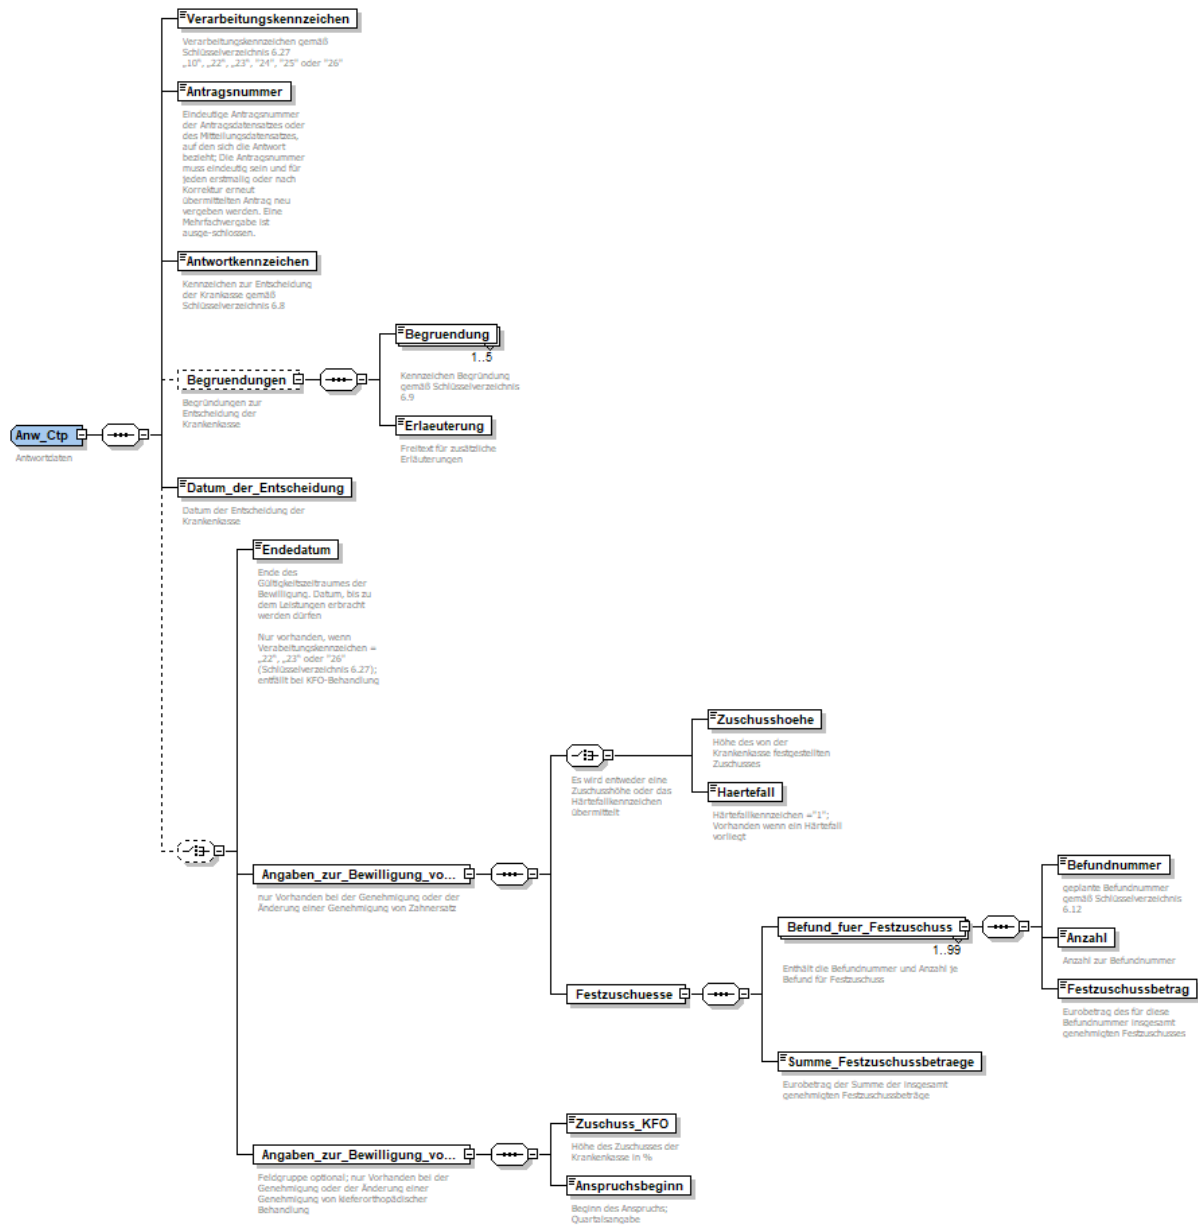 Verarbeitungskennzeichen
Verarbeitungskennzeichen gemäß
Schlüsselverzeichnis 6.27
„10“, „22“, „23“, "24", "25" oder "26"
Antragsnummer
Eindeutige Antragsnummer
der Antragsdatensatzes oder
des Mitteilungsdatensatzes,
auf den sich die Antwort
bezieht; Die Antragsnummer
muss eindeutig sein und für
jeden erstmalig oder nach
Korrektur erneut
übermittelten Antrag neu
vergeben werden. Eine
Mehrfachvergabe ist
ausge-schlossen.
Antwortkennzeichen
Kennzeichen zur Entscheidung
der Krankasse gemäß
Schlüsselverzeichnis 6.8
Begruendungen
Begründungen zur
Entscheidung der
Krankenkasse
Begruendung
1..5
Kennzeichen Begründung
gemäß Schlüsselverzeichnis
6.9
Erlaeuterung
Freitext für zusätzliche
Erläuterungen
Anw_Ctp
Antwortdaten
Datum_der_Entscheidung
Datum der Entscheidung der
Krankenkasse
Endedatum
Ende des
Gültigkeitszeitraumes der
Bewilligung. Datum, bis zu
dem Leistungen erbracht
werden dürfen
Nur vorhanden, wenn
Verabeitungskennzeichen =
„22“, „23“ oder "26"
(Schlüsselverzeichnis 6.27);
entfällt bei KFO-Behandlung
Angaben_zur_Bewilligung_vo...
nur Vorhanden bei der Genehmigung oder der
Änderung einer Genehmigung von Zahnersatz
Es wird entweder eine
Zuschusshöhe oder das
Härtefallkennzeichen
übermittelt
Zuschusshoehe
Höhe des von der
Krankenkasse festgestellten
Zuschusses
Haertefall
Härtefallkennzeichen ="1";
Vorhanden wenn ein Härtefall
vorliegt
Festzuschuesse
Befund_fuer_Festzuschuss
1..99
Enthält die Befundnummer und Anzahl je
Befund für Festzuschuss
Befundnummer
geplante Befundnummer
gemäß Schlüsselverzeichnis
6.12
Anzahl
Anzahl zur Befundnummer
Festzuschussbetrag
Eurobetrag des für diese
Befundnummer insgesamt
genehmigten Festzuschusses
Summe_Festzuschussbetraege
Eurobetrag der Summe der insgesamt
genehmigten Festzuschussbeträge
Angaben_zur_Bewilligung_vo...
Feldgruppe optional; nur Vorhanden bei der
Genehmigung oder der Änderung einer
Genehmigung von kieferorthopädischer
Behandlung
Zuschuss_KFO
Höhe des Zuschusses der
Krankenkasse in %
Anspruchsbeginn
Beginn des Anspruchs;
Quartalsangabe